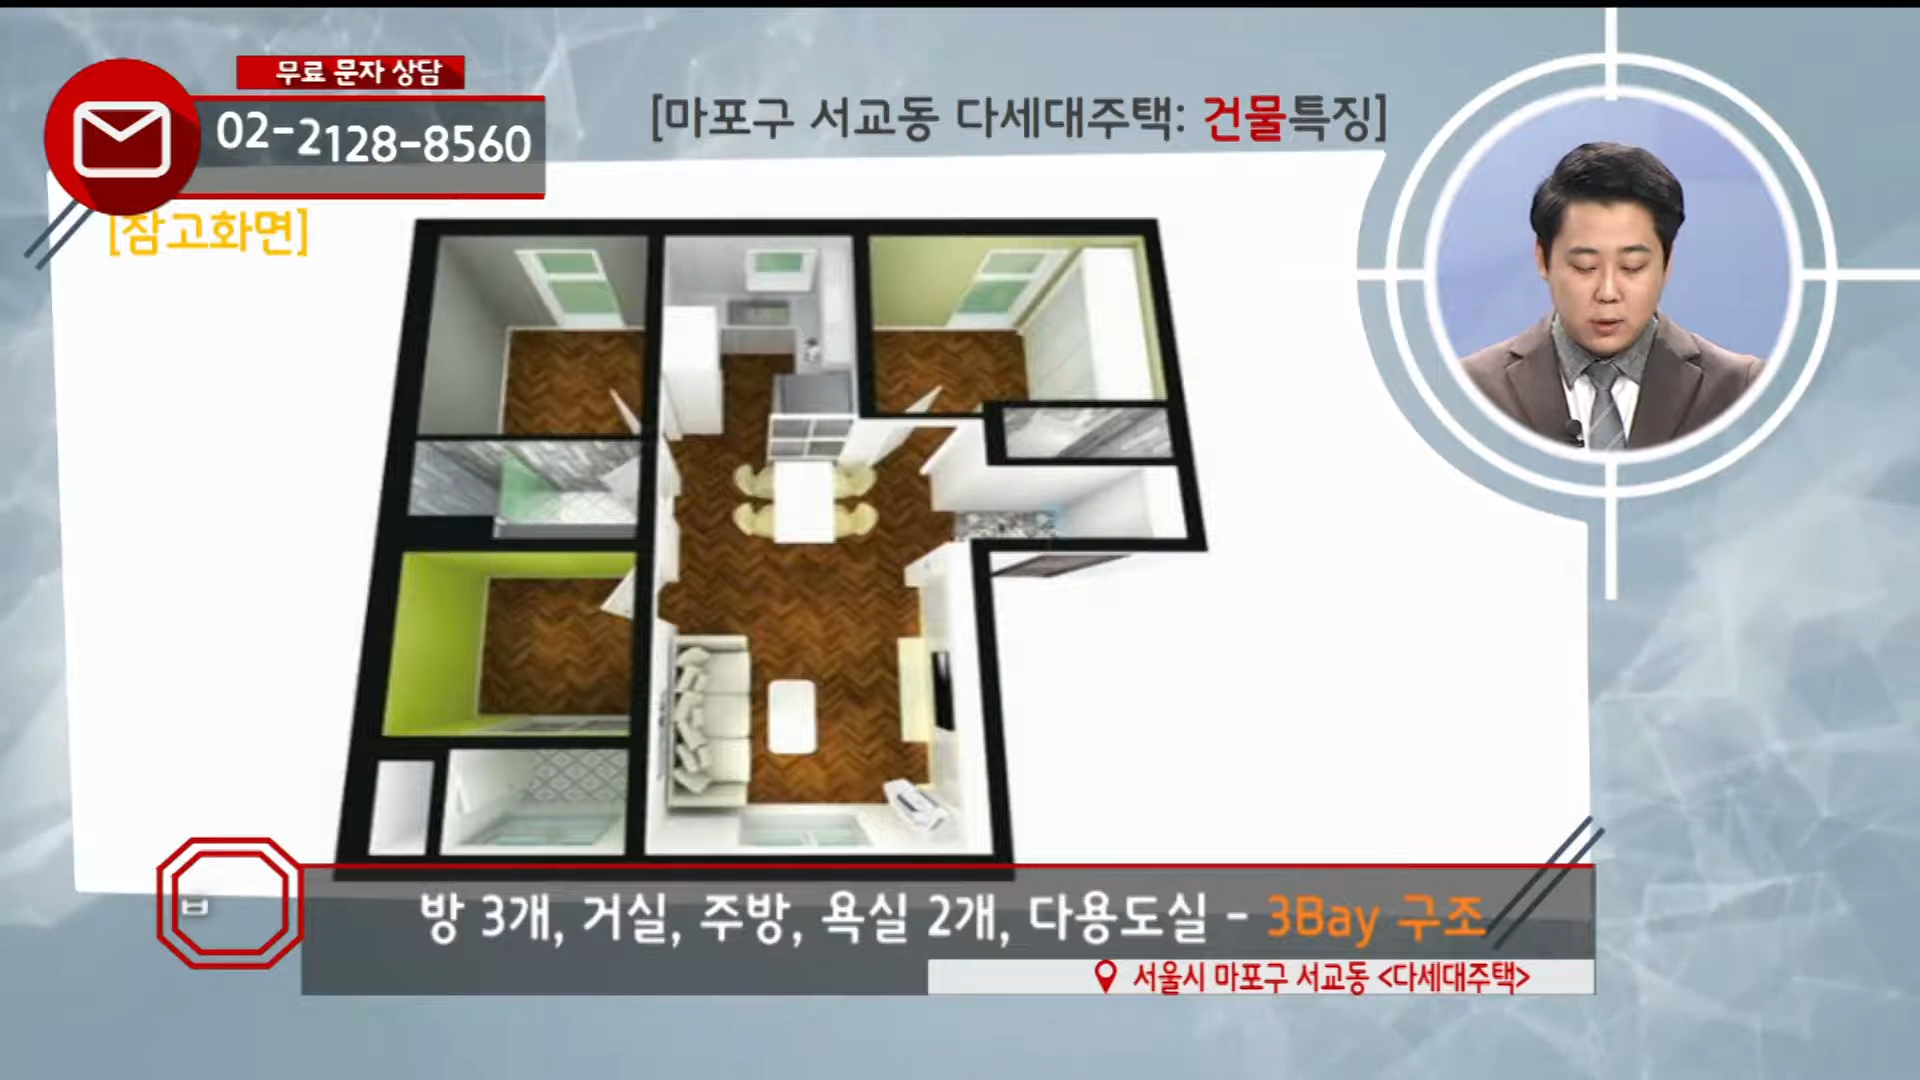 무료 문자 상담
02-2128-8560
[마포구 서교동 다세대주택: 건물특징]
[참고화면]
방 3개, 거실, 주방, 욕실 2개, 다용도실 - 3Bay 구조
서울시 마포구 서교동 <다세대주택>